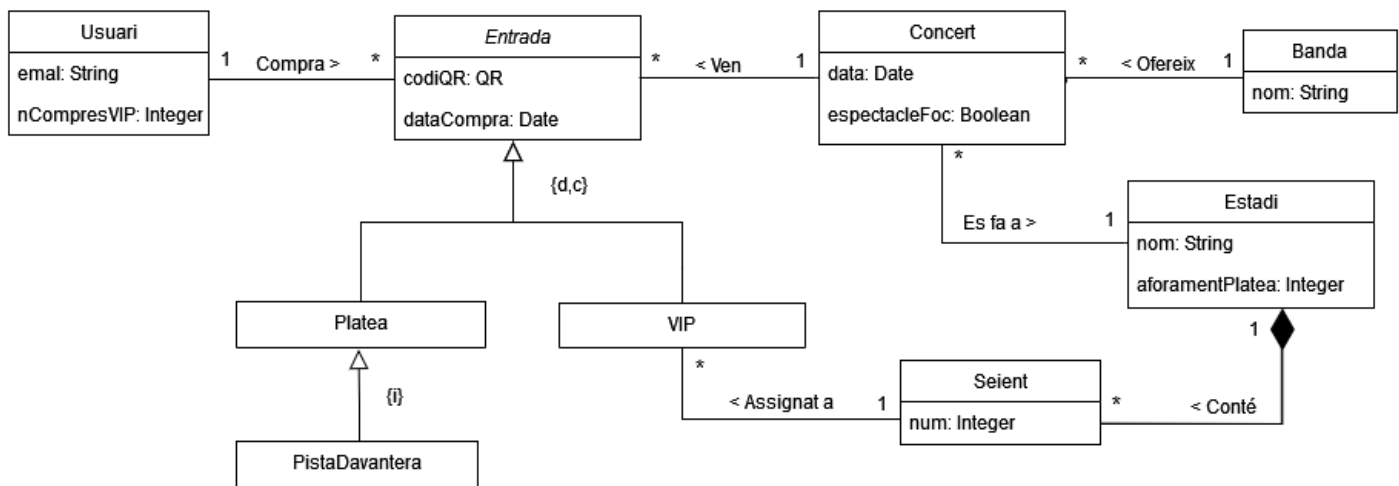 Usuari
emal: String
nCompresVIP: Integer
1
Compra >
*
Entrada
codiQR: QR
dataCompra: Date
*
< Ven
1
Concert
data: Date
espectacleFoc: Boolean
*
< Ofereix
1
Banda
nom: String
{d,c}
*
Es fa a >
1
Estadi
nom: String
aforamentPlatea: Integer
Platea
VIP
1
{i}
*
< Assignat a
1
Seient
num: Integer
*
< Conté
PistaDavantera